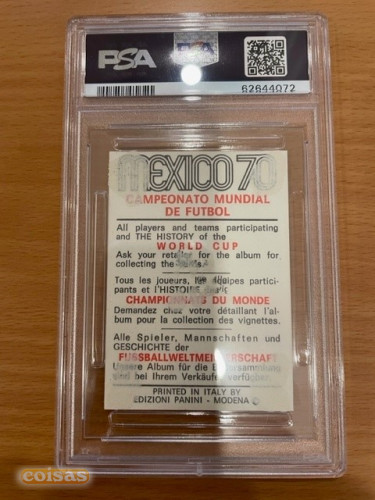 PSA
62644072
MEXICO 70
CAMPEONATO MUNDIAL
DE FUTBOL
All players and teams participating
and THE HISTORY of the
WORLD CUP
Ask your retailer for the album for
collecting the
Tous les joueurs, les équipes partici-
pants et l'HISTOIRE
CHAMPIONNATS DU MONDE
Demandez chez votre détaillant l'al-
bum pour la collection des vignettes.
Alle Spieler, Mannschaften und
GESCHICHTE der
FUSSBALLWELTMEISTERSCHAFT
Unsere Album für die
sind bei Ihrem Verkäufer verfügbar.
PRINTED IN ITALY BY
EDIZIONI PANINI - MODENA ©
coisas